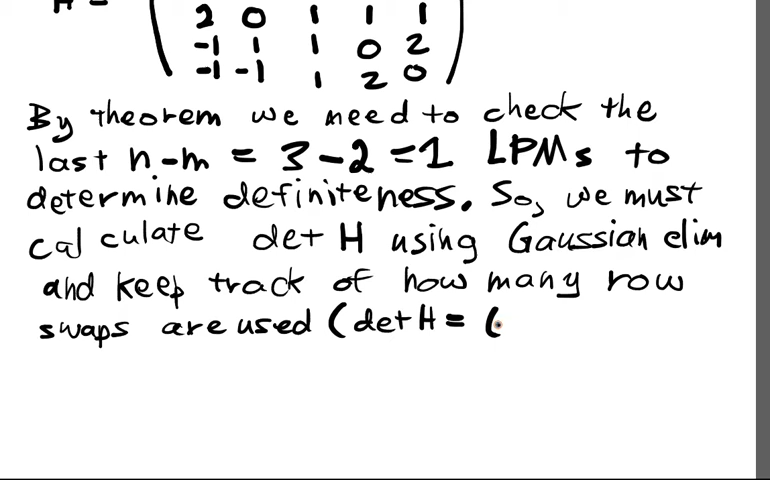 H =
2 0 1 1 1
-1 1 1 0 2
-1 -1 1 2 0
By theorem we need to check the
last n-m = 3-2 =1 LPMs to
determine definiteness. So, we must
calculate det H using Gaussian elim
and keep track of how many row
swaps are used (det H = (